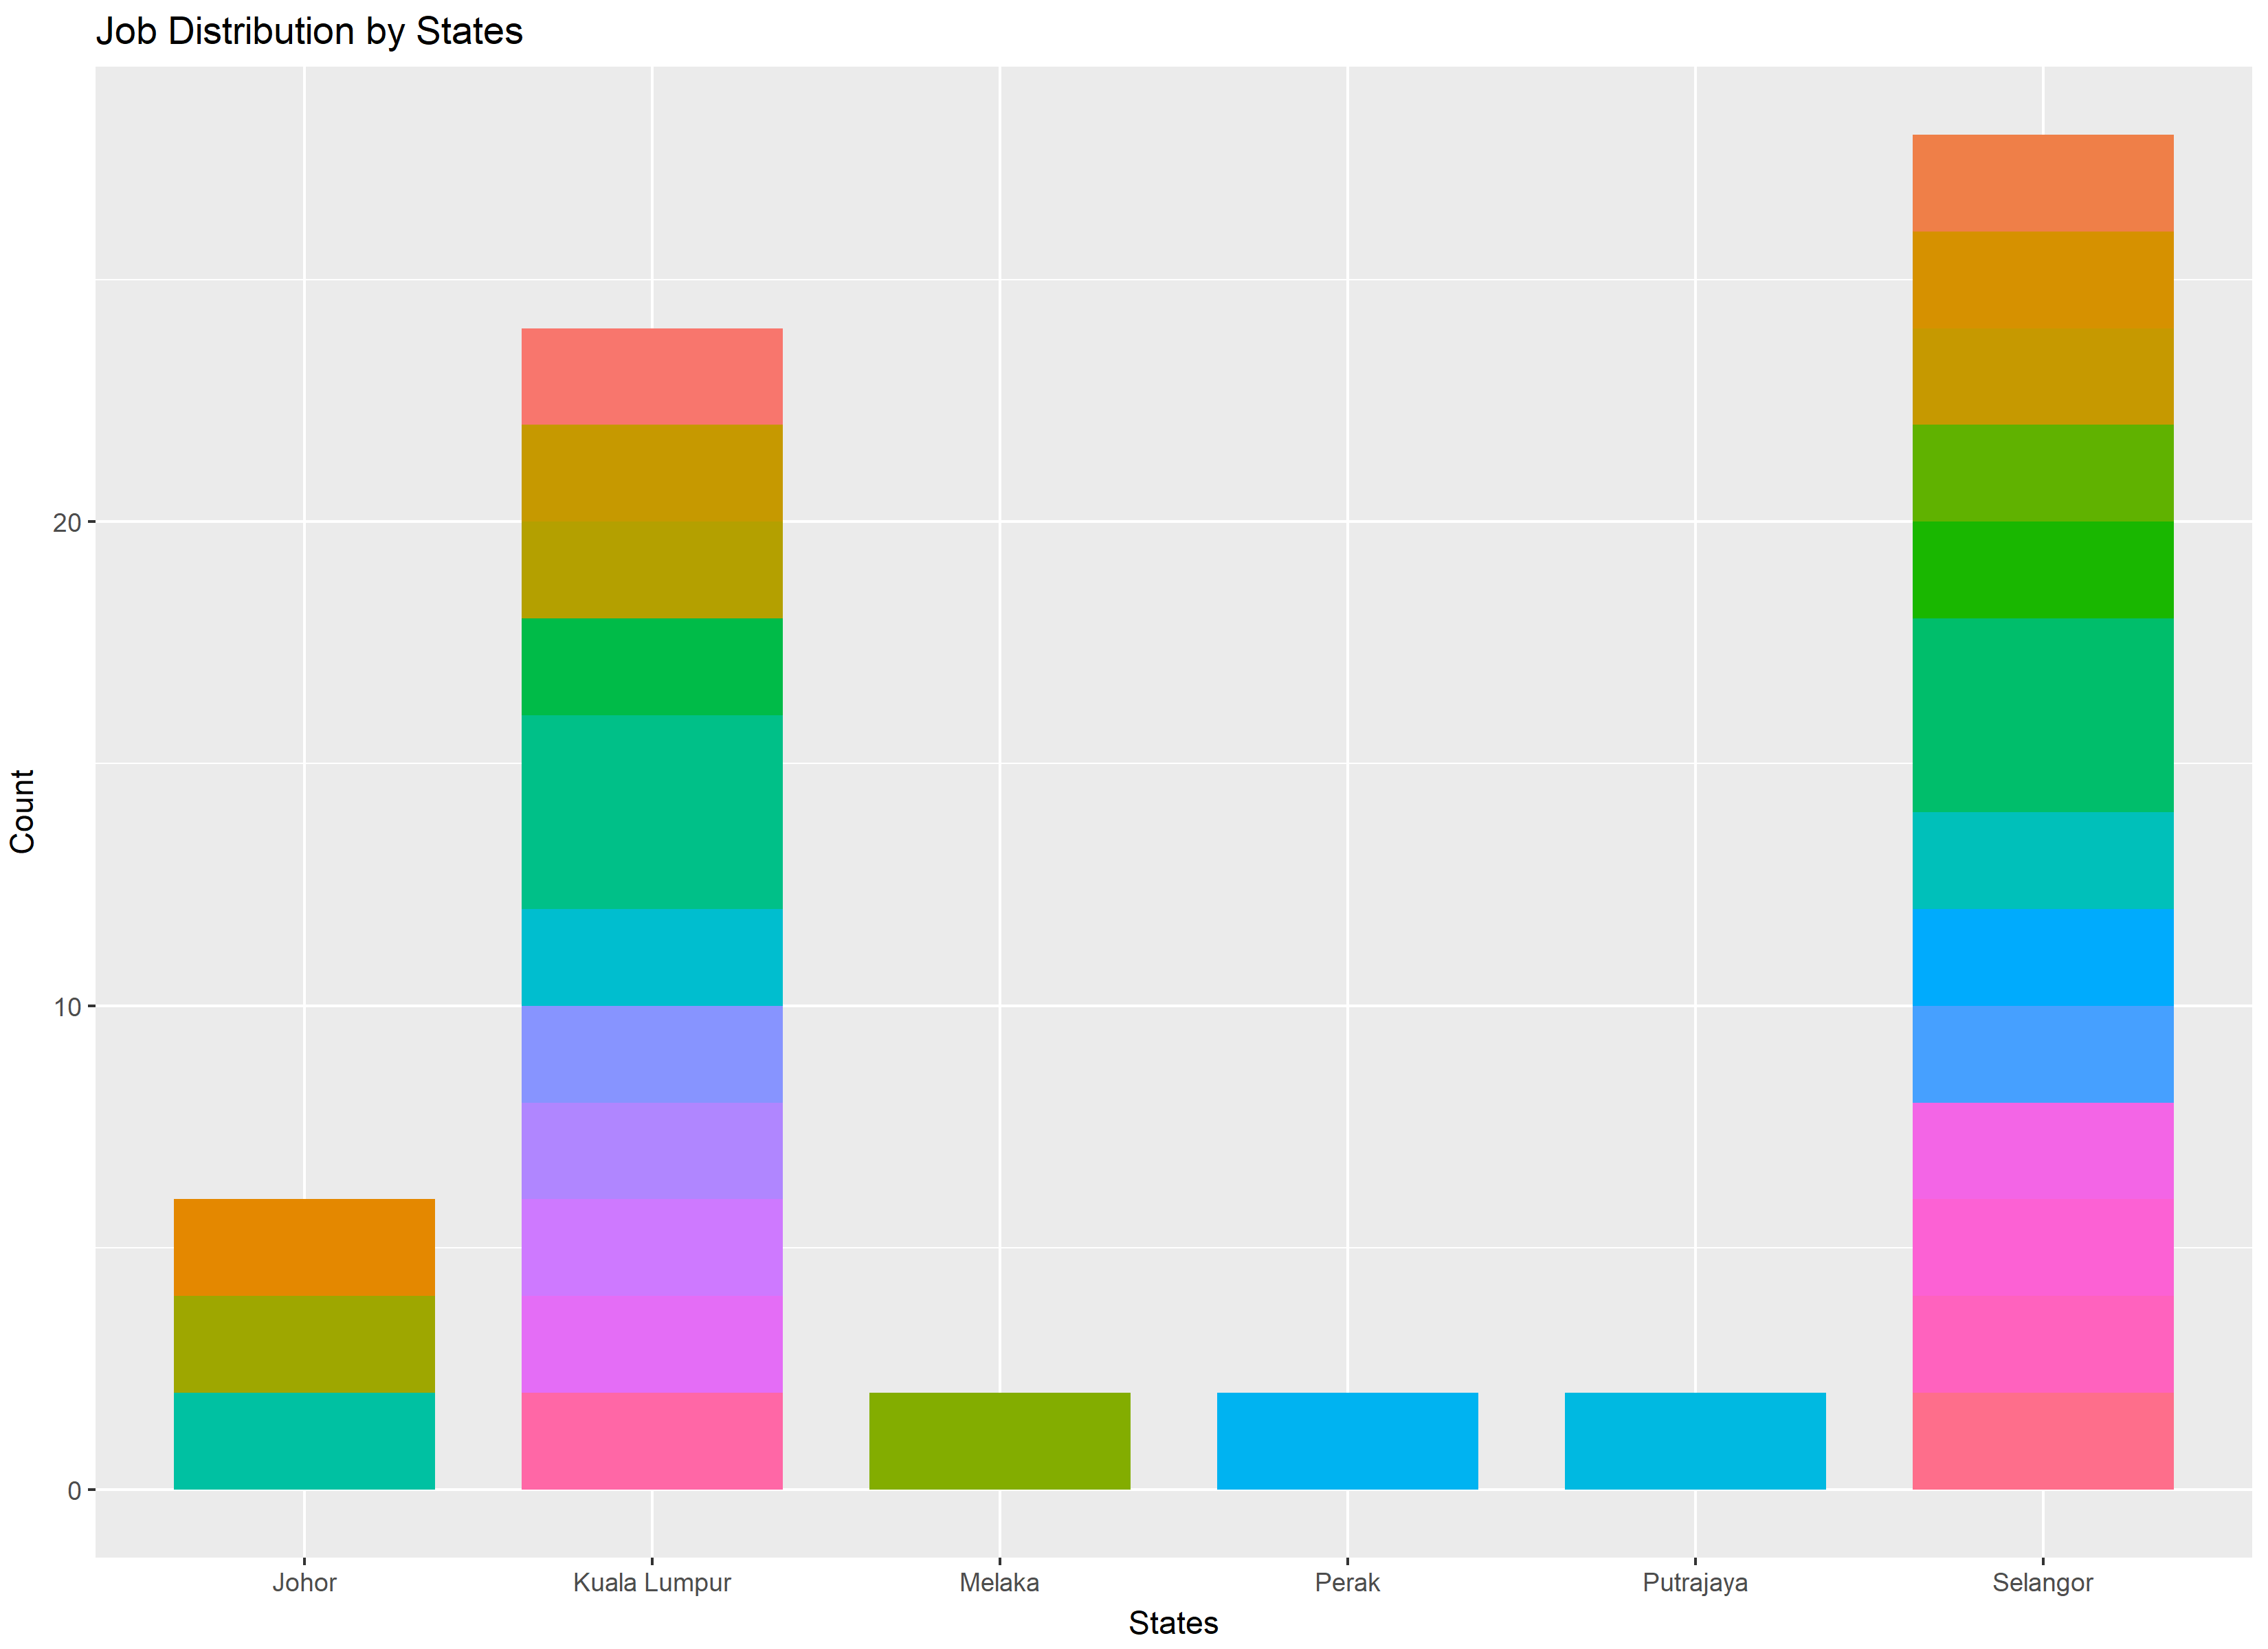 Job Distribution by States
Count
20
10
0
Johor Kuala Lumpur Melaka Perak Putrajaya Selangor
States